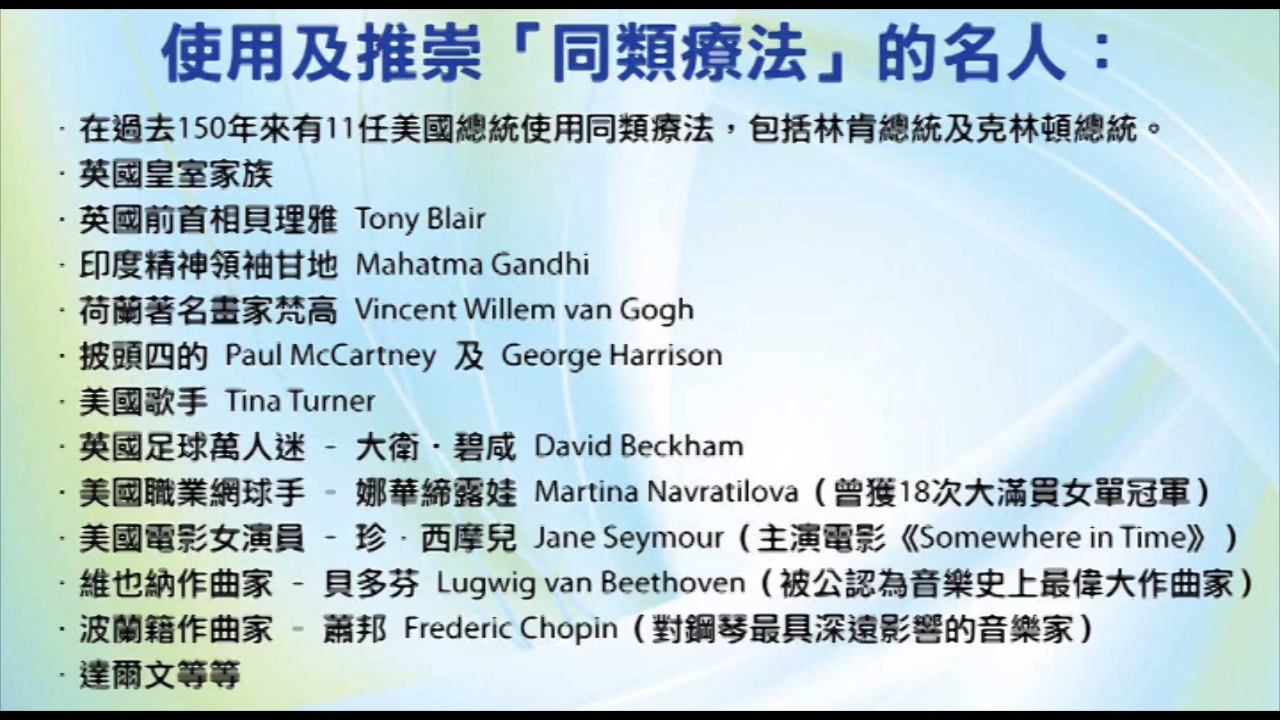 使用及推崇「同類療法」的名人：
· 在過去150年來有11任美國總統使用同類療法，包括林肯總統及克林頓總統。
· 英國皇室家族
· 英國前首相貝理雅 Tony Blair
· 印度精神領袖甘地 Mahatma Gandhi
· 荷蘭著名畫家梵高 Vincent Willem van Gogh
· 披頭四的 Paul McCartney 及 George Harrison
· 美國歌手 Tina Turner
· 英國足球萬人迷 - 大衛·碧咸 David Beckham
· 美國職業網球手 - 娜華締露娃 Martina Navratilova（曾獲18次大滿貫女單冠軍）
· 美國電影女演員 - 珍·西摩兒 Jane Seymour（主演電影《Somewhere in Time》）
· 維也納作曲家 - 貝多芬 Lugwig van Beethoven（被公認為音樂史上最偉大作曲家）
· 波蘭籍作曲家 - 蕭邦 Frederic Chopin（對鋼琴最具深遠影響的音樂家）
· 達爾文等等